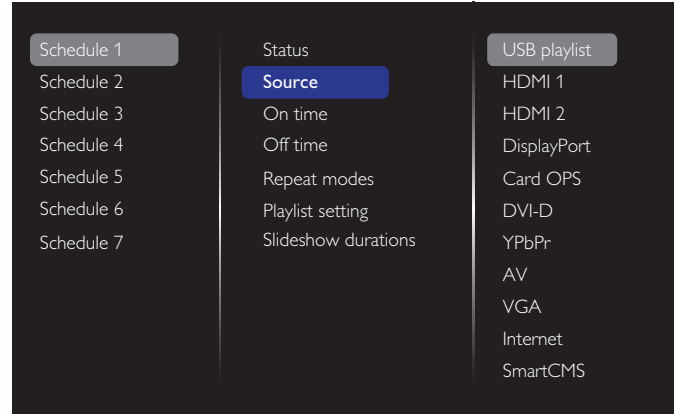 Schedule 1
Schedule 2
Schedule 3
Schedule 4
Schedule 5
Schedule 6
Schedule 7
Status
Source
On time
Off time
Repeat modes
Playlist setting
Slideshow durations
USB playlist
HDMI 1
HDMI 2
DisplayPort
Card OPS
DVI-D
YPbPr
AV
VGA
Internet
SmartCMS